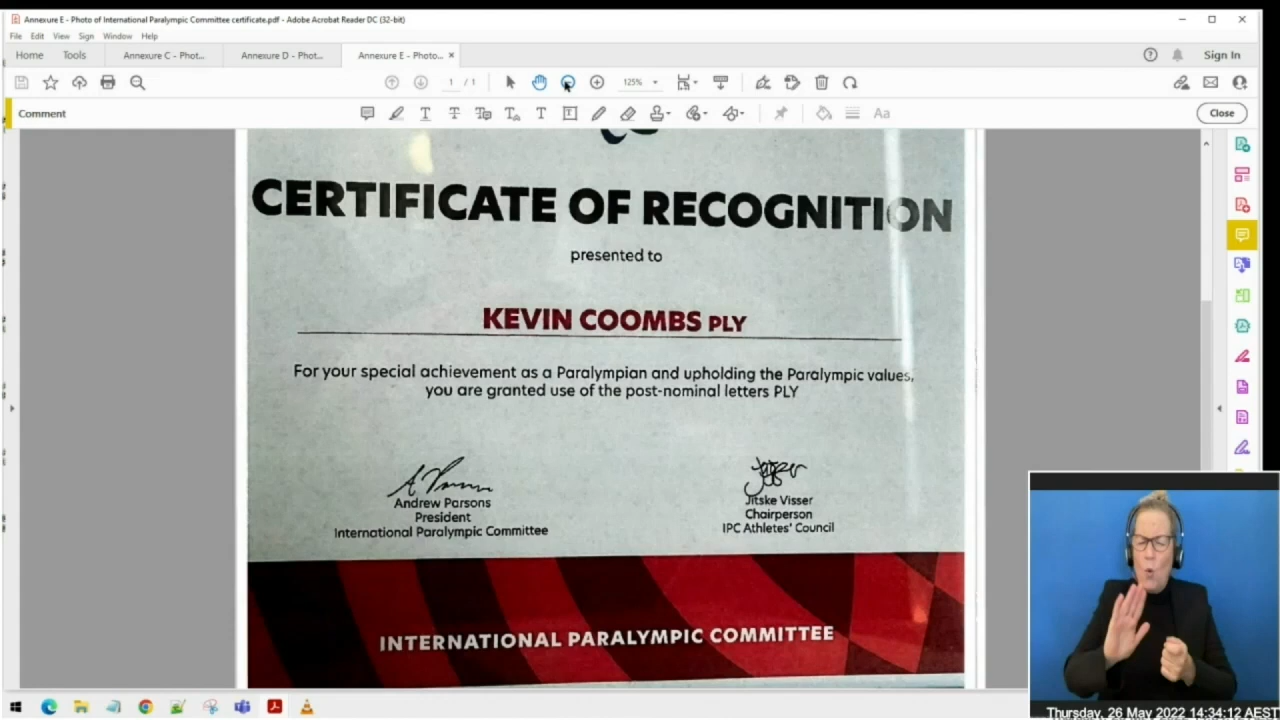 Annexure E - Photo of International Paralympic Committee certificate.pdf - Adobe Acrobat Reader DC (32-bit)
File Edit View Sign Window Help
Home Tools Annexure C - Phot... Annexure D - Phot... Annexure E - Photo... × Sign In
1 / 1 125%
Comment Aa Close
CERTIFICATE OF RECOGNITION
presented to
KEVIN COOMBS PLY
For your special achievement as a Paralympian and upholding the Paralympic values,
you are granted use of the post-nominal letters PLY
Andrew Parsons
President
International Paralympic Committee
Jitske Visser
Chairperson
IPC Athletes' Council
INTERNATIONAL PARALYMPIC COMMITTEE
Thursday, 26 May 2022 14:34:12 AEST